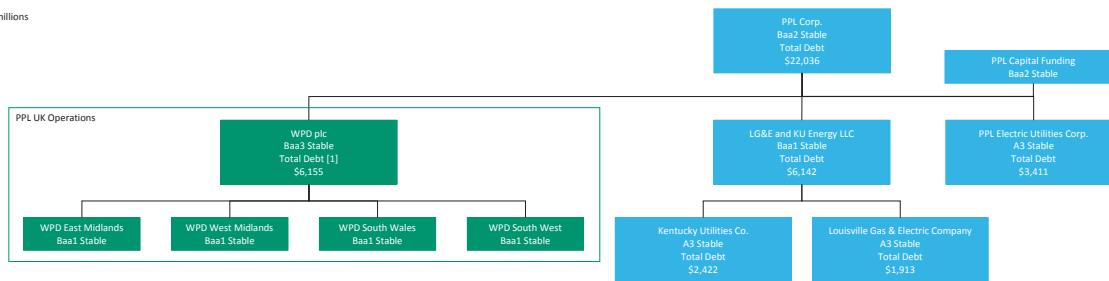 millions
PPL Corp.
Baa2 Stable
Total Debt
$22,036
PPL Capital Funding
Baa2 Stable
PPL UK Operations
WPD plc
Baa3 Stable
Total Debt [1]
$6,155
LG&E and KU Energy LLC
Baa1 Stable
Total Debt
$6,142
PPL Electric Utilities Corp.
A3 Stable
Total Debt
$3,411
WPD East Midlands
Baa1 Stable
WPD West Midlands
Baa1 Stable
WPD South Wales
Baa1 Stable
WPD South West
Baa1 Stable
Kentucky Utilities Co.
A3 Stable
Total Debt
$2,422
Louisville Gas & Electric Company
A3 Stable
Total Debt
$1,913